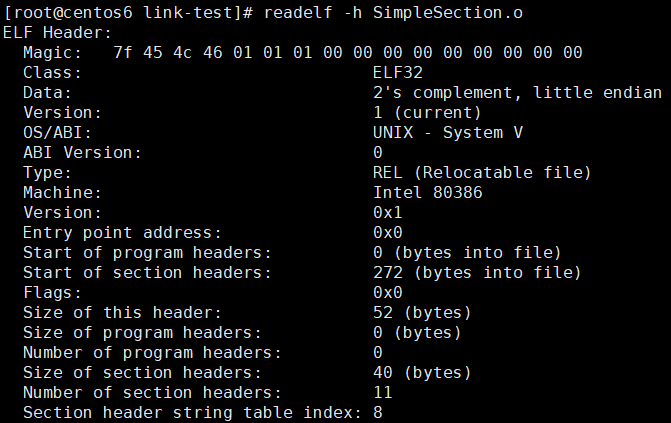 [root@centos6 link-test]# readelf -h SimpleSection.o
ELF Header:
  Magic:   7f 45 4c 46 01 01 01 00 00 00 00 00 00 00 00 00
  Class:                             ELF32
  Data:                              2's complement, little endian
  Version:                           1 (current)
  OS/ABI:                            UNIX - System V
  ABI Version:                       0
  Type:                              REL (Relocatable file)
  Machine:                           Intel 80386
  Version:                           0x1
  Entry point address:               0x0
  Start of program headers:          0 (bytes into file)
  Start of section headers:          272 (bytes into file)
  Flags:                             0x0
  Size of this header:               52 (bytes)
  Size of program headers:           0 (bytes)
  Number of program headers:         0
  Size of section headers:           40 (bytes)
  Number of section headers:         11
  Section header string table index: 8